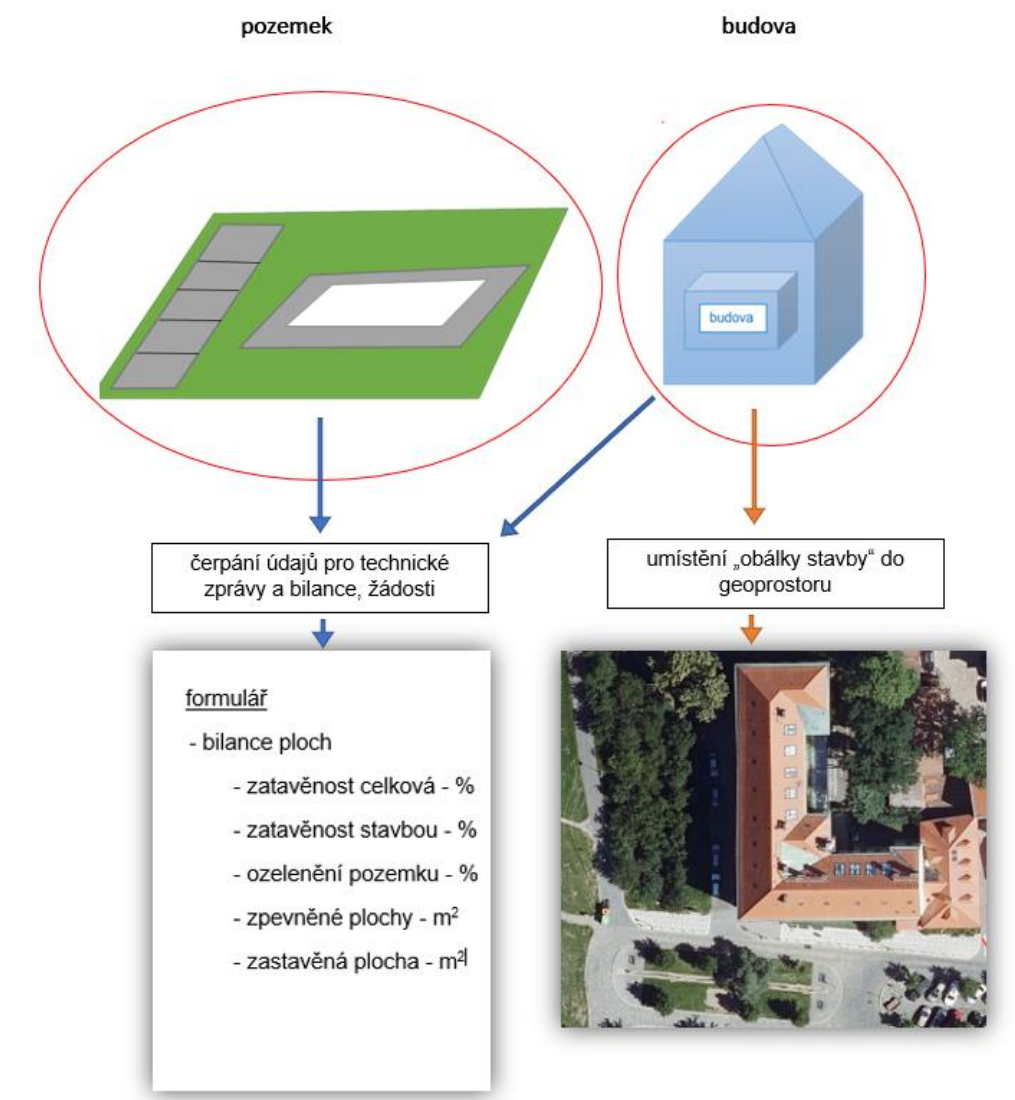 pozemek
budova
budova
čerpání údajů pro technické
zprávy a bilance, žádosti
umístění „obálky stavby“ do
geoprostoru
formulář
- bilance ploch
- zatavěnost celková - %
- zatavěnost stavbou - %
- ozelenění pozemku - %
- zpevněné plochy - m²
- zastavěná plocha - m²